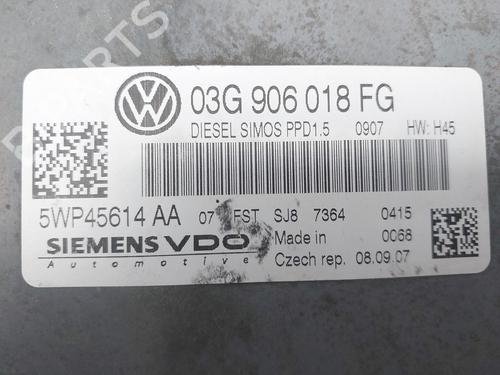 03G 906 018 FG
DIESEL SIMOS PPD1.5 0907 HW: H45
5WP45614 AA 07 FST SJ8 7364 0415
SIEMENS VDO Made in 0068
Automotive Czech rep. 08.09.07